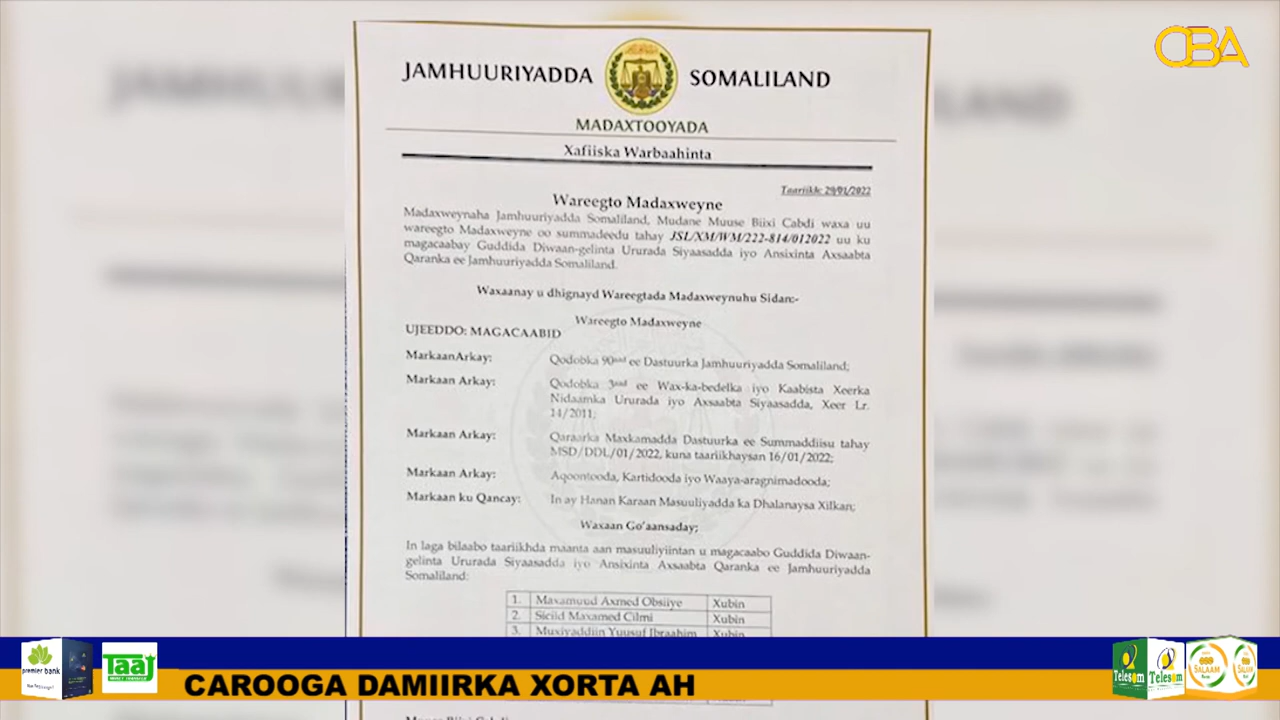 CBA
JAMHUURIYADDA SOMALILAND
MADAXTOOYADA
Xafiiska Warbaahinta
Taariikh: 29/01/2022
Wareegto Madaxweyne
Madaxweynaha Jamhuuriyadda Somaliland, Mudane Muuse Biixi Cabdi waxa uu
wareegto Madaxweyne oo summadeedu tahay JSL/XM/WM/222-814/012022 uu ku
magacaabay Guddida Diwaan-gelinta Ururada Siyaasadda iyo Ansixinta Axsaabta
Qaranka ee Jamhuuriyadda Somaliland.
Waxaanay u dhignayd Wareegtada Madaxweynuhu Sidan:-
Wareegto Madaxweyne
UJEEDDO: MAGACAABID
MarkaanArkay: Qodobka 90aad ee Dastuurka Jamhuuriyadda Somaliland;
Markaan Arkay: Qodobka 3aad ee Wax-ka-bedelka iyo Kaabista Xeerka
Nidaamka Ururada iyo Axsaabta Siyaasadda, Xeer Lr.
14/2011;
Markaan Arkay: Qaraarka Maxkamadda Dastuurka ee Summaddiisu tahay
MSD/DDL/01/2022, kuna taariikhaysan 16/01/2022;
Markaan Arkay: Aqoontooda, Kartidooda iyo Waaya-aragnimadooda;
Markaan ku Qancay: In ay Hanan Karaan Masuuliyadda ka Dhalanaysa Xilkan;
Waxaan Go'aansaday;
In laga bilaabo taariikhda maanta aan masuuliyiintan u magacaabo Guddida Diwaan-
gelinta Ururada Siyaasadda iyo Ansixinta Axsaabta Qaranka ee Jamhuuriyadda
Somaliland:
1. Maxamuud Axmed Obsiiye Xubin
2. Siciid Maxamed Cilmi Xubin
3. Muxiyaddiin Yuusuf Ibraahim Xubin
premier bank
Taaj
CAROOGA DAMIIRKA XORTA AH
Telesom
Telesom
SALAAM